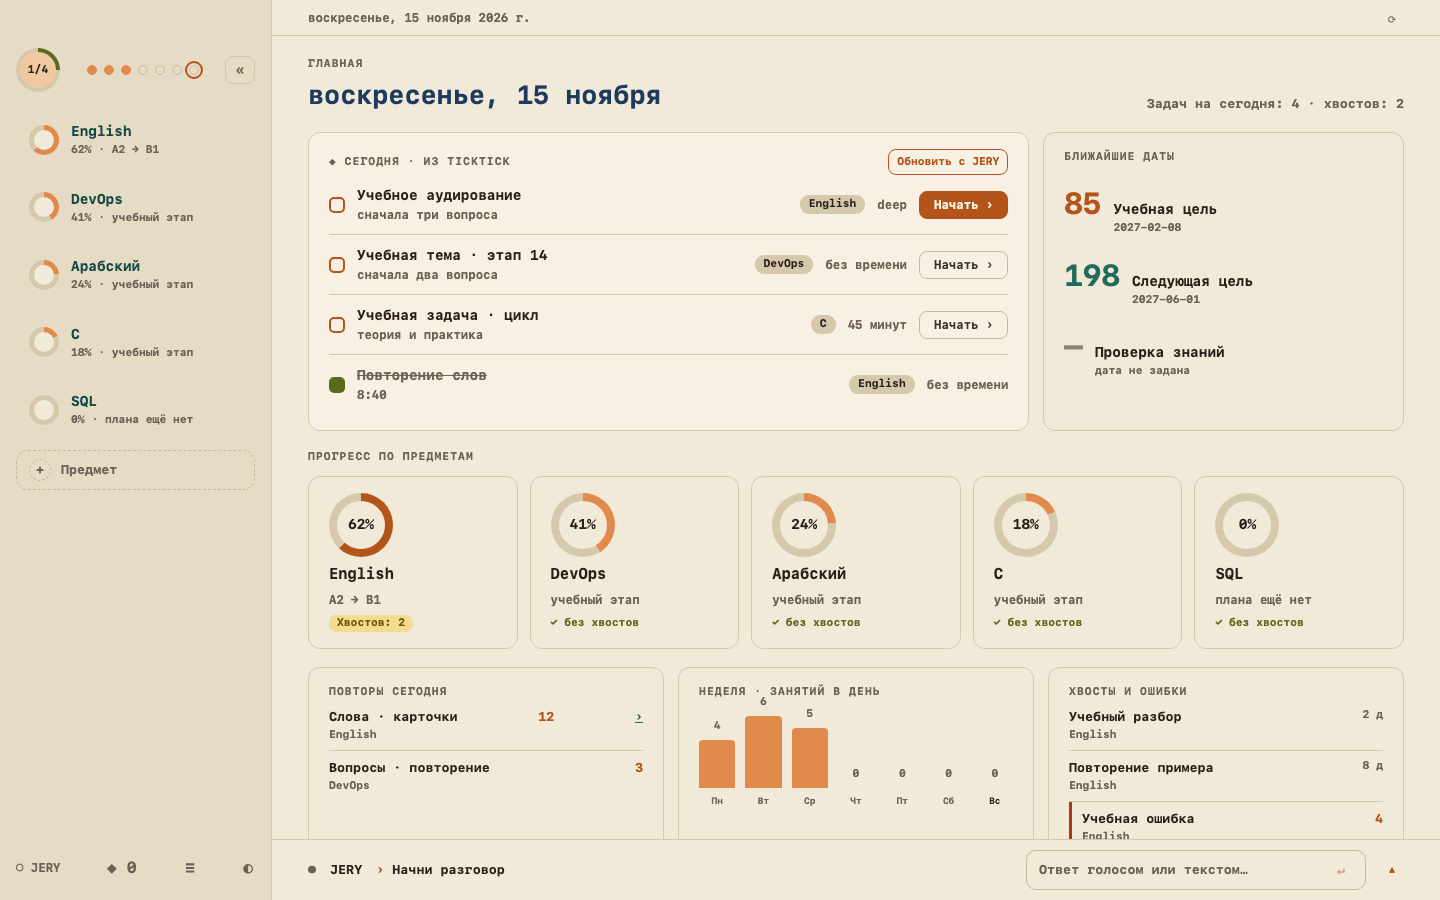 воскресенье, 15 ноября 2026 г.
1/4
«
English
62% · A2 → B1
DevOps
41% · учебный этап
Арабский
24% · учебный этап
C
18% · учебный этап
SQL
0% · плана ещё нет
+ Предмет
JERY
◆ 0
ГЛАВНАЯ
воскресенье, 15 ноября
Задач на сегодня: 4 · хвостов: 2
◆ СЕГОДНЯ · ИЗ TICKTICK
Обновить с JERY
Учебное аудирование
сначала три вопроса
English deep Начать ›
Учебная тема · этап 14
сначала два вопроса
DevOps без времени Начать ›
Учебная задача · цикл
теория и практика
C 45 минут Начать ›
Повторение слов
8:40
English без времени
БЛИЖАЙШИЕ ДАТЫ
85 Учебная цель
2027-02-08
198 Следующая цель
2027-06-01
— Проверка знаний
дата не задана
ПРОГРЕСС ПО ПРЕДМЕТАМ
62%
English
A2 → B1
Хвостов: 2
41%
DevOps
учебный этап
✓ без хвостов
24%
Арабский
учебный этап
✓ без хвостов
18%
C
учебный этап
✓ без хвостов
0%
SQL
плана ещё нет
✓ без хвостов
ПОВТОРЫ СЕГОДНЯ
Слова · карточки 12 ›
English
Вопросы · повторение 3
DevOps
НЕДЕЛЯ · ЗАНЯТИЙ В ДЕНЬ
4 6 5 0 0 0 0
Пн Вт Ср Чт Пт Сб Вс
ХВОСТЫ И ОШИБКИ
Учебный разбор 2 д
English
Повторение примера 8 д
English
Учебная ошибка 4
English
JERY › Начни разговор
Ответ голосом или текстом… ↵